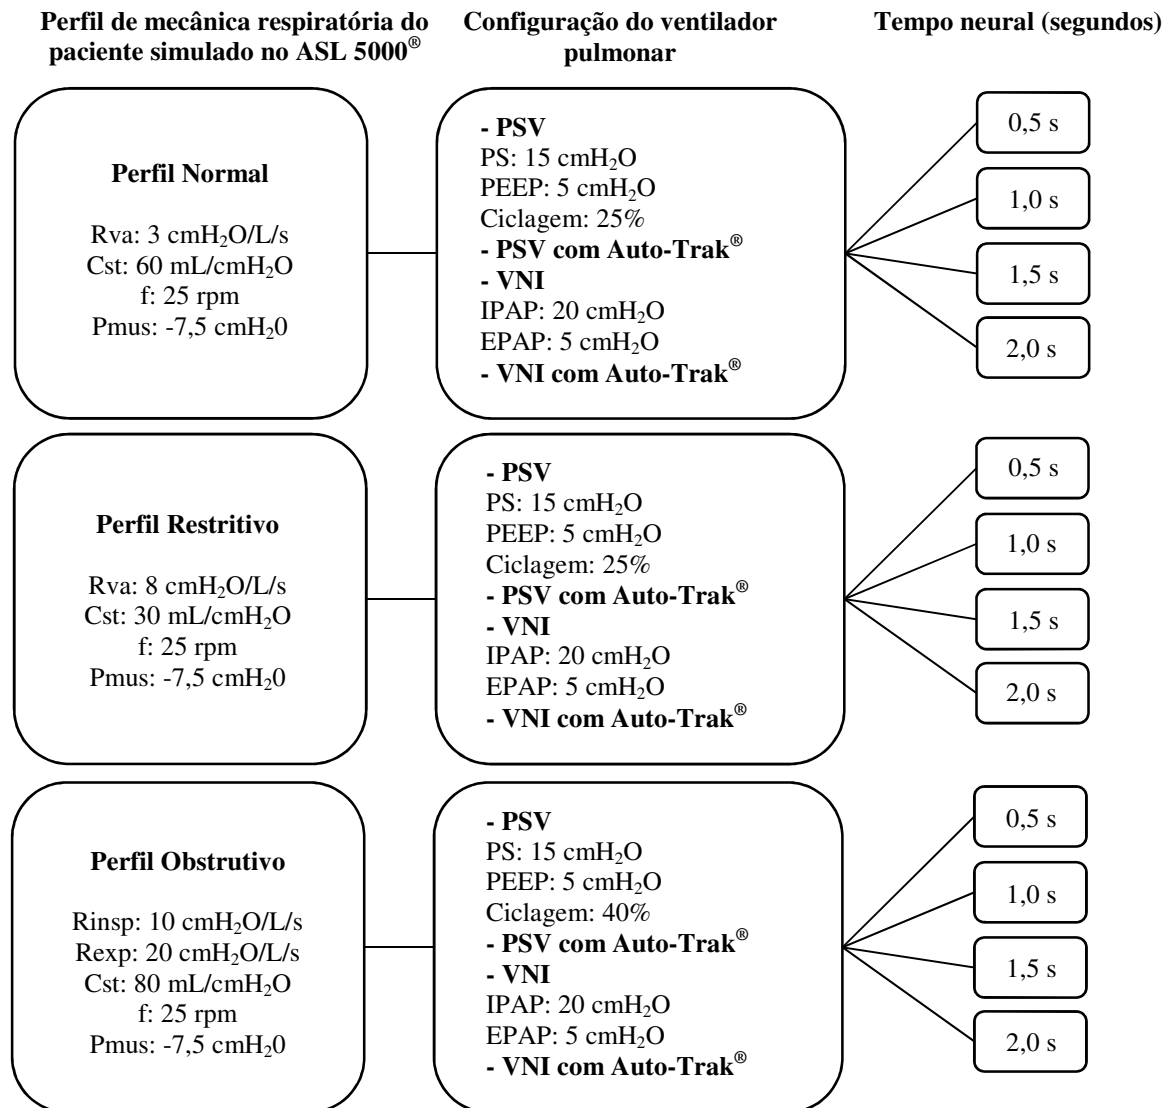 Perfil de mecânica respiratória do
paciente simulado no ASL 5000®
Configuração do ventilador
pulmonar
Tempo neural (segundos)
Perfil Normal
Rva: 3 cmH₂O/L/s
Cst: 60 mL/cmH₂O
f: 25 rpm
Pmus: -7,5 cmH₂0
- PSV
PS: 15 cmH₂O
PEEP: 5 cmH₂O
Ciclagem: 25%
- PSV com Auto-Trak®
- VNI
IPAP: 20 cmH₂O
EPAP: 5 cmH₂O
- VNI com Auto-Trak®
0,5 s
1,0 s
1,5 s
2,0 s
Perfil Restritivo
Rva: 8 cmH₂O/L/s
Cst: 30 mL/cmH₂O
f: 25 rpm
Pmus: -7,5 cmH₂0
- PSV
PS: 15 cmH₂O
PEEP: 5 cmH₂O
Ciclagem: 25%
- PSV com Auto-Trak®
- VNI
IPAP: 20 cmH₂O
EPAP: 5 cmH₂O
- VNI com Auto-Trak®
0,5 s
1,0 s
1,5 s
2,0 s
Perfil Obstrutivo
Rinsp: 10 cmH₂O/L/s
Rexp: 20 cmH₂O/L/s
Cst: 80 mL/cmH₂O
f: 25 rpm
Pmus: -7,5 cmH₂0
- PSV
PS: 15 cmH₂O
PEEP: 5 cmH₂O
Ciclagem: 40%
- PSV com Auto-Trak®
- VNI
IPAP: 20 cmH₂O
EPAP: 5 cmH₂O
- VNI com Auto-Trak®
0,5 s
1,0 s
1,5 s
2,0 s